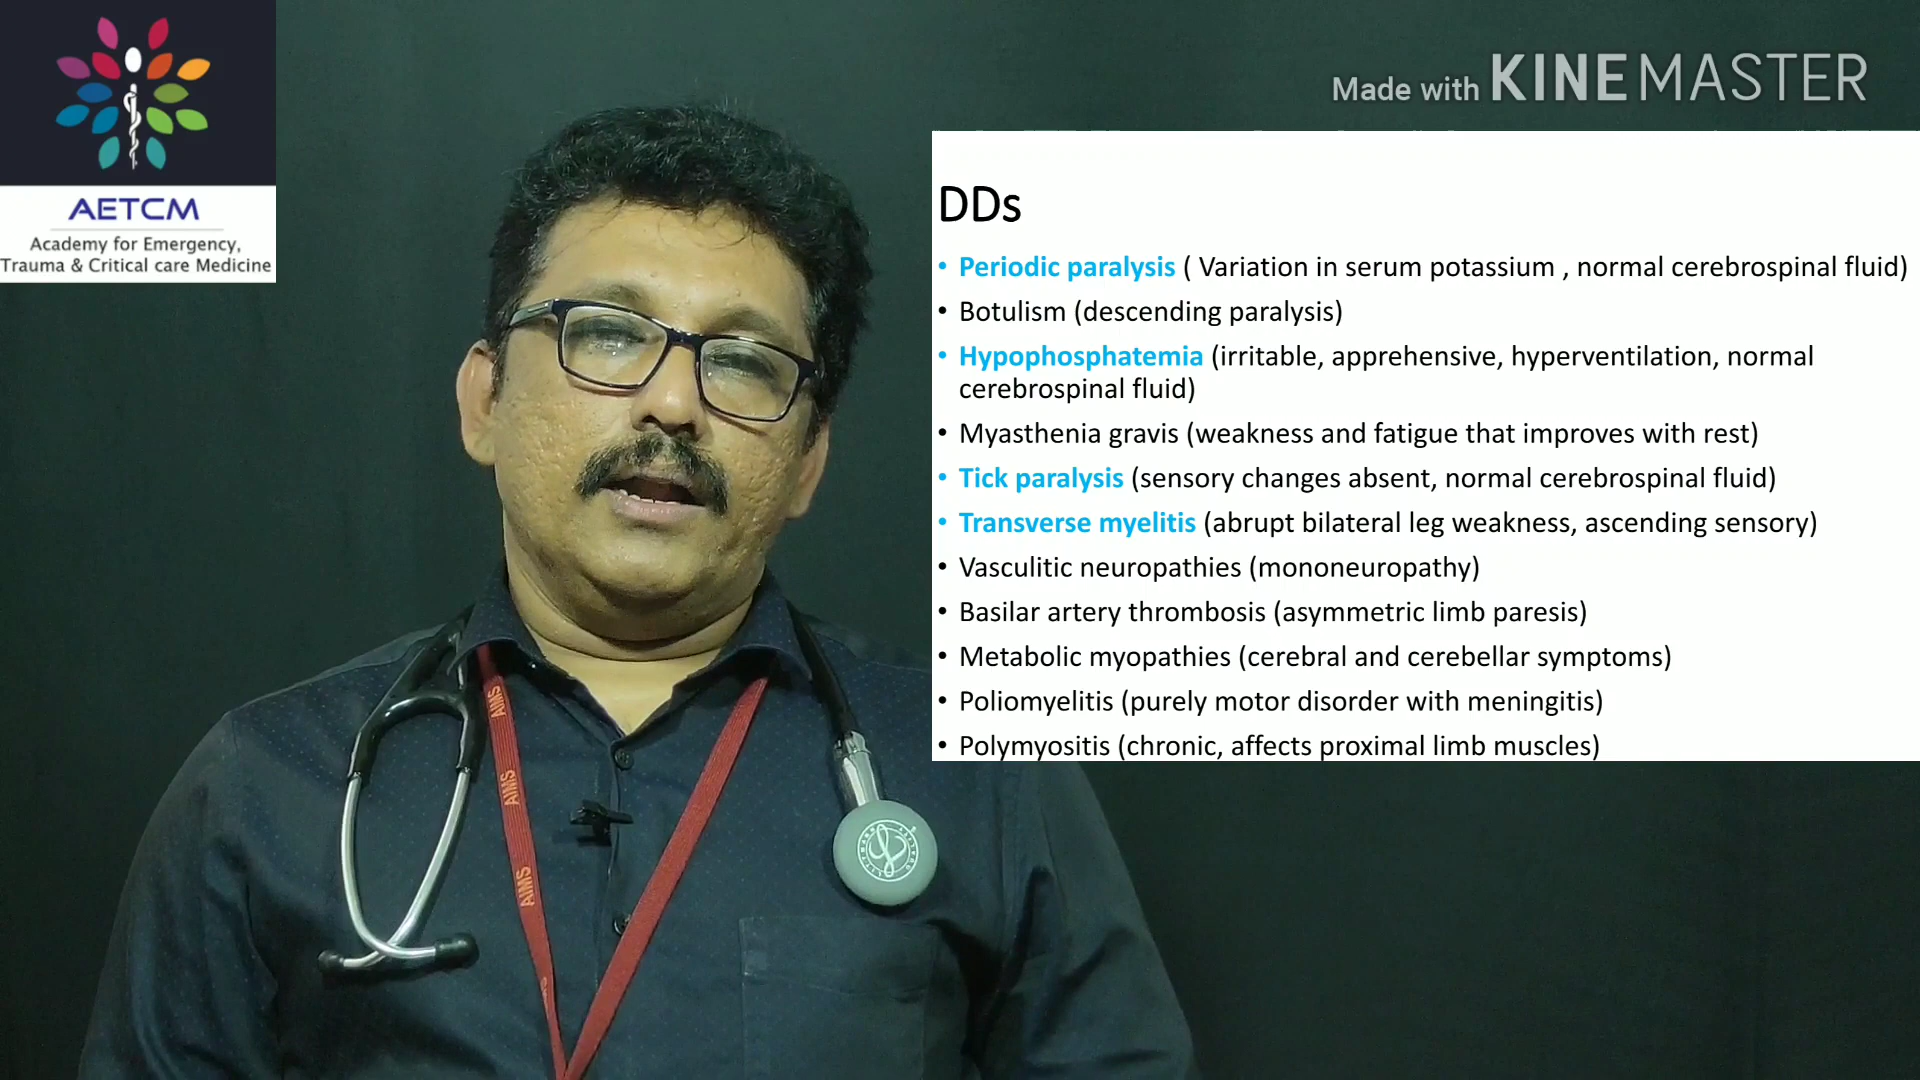 AETCM
Academy for Emergency,
Trauma & Critical care Medicine
Made with KINEMASTER
DDs
• Periodic paralysis ( Variation in serum potassium , normal cerebrospinal fluid)
• Botulism (descending paralysis)
• Hypophosphatemia (irritable, apprehensive, hyperventilation, normal
cerebrospinal fluid)
• Myasthenia gravis (weakness and fatigue that improves with rest)
• Tick paralysis (sensory changes absent, normal cerebrospinal fluid)
• Transverse myelitis (abrupt bilateral leg weakness, ascending sensory)
• Vasculitic neuropathies (mononeuropathy)
• Basilar artery thrombosis (asymmetric limb paresis)
• Metabolic myopathies (cerebral and cerebellar symptoms)
• Poliomyelitis (purely motor disorder with meningitis)
• Polymyositis (chronic, affects proximal limb muscles)
AIMS
AIMS
AIMS